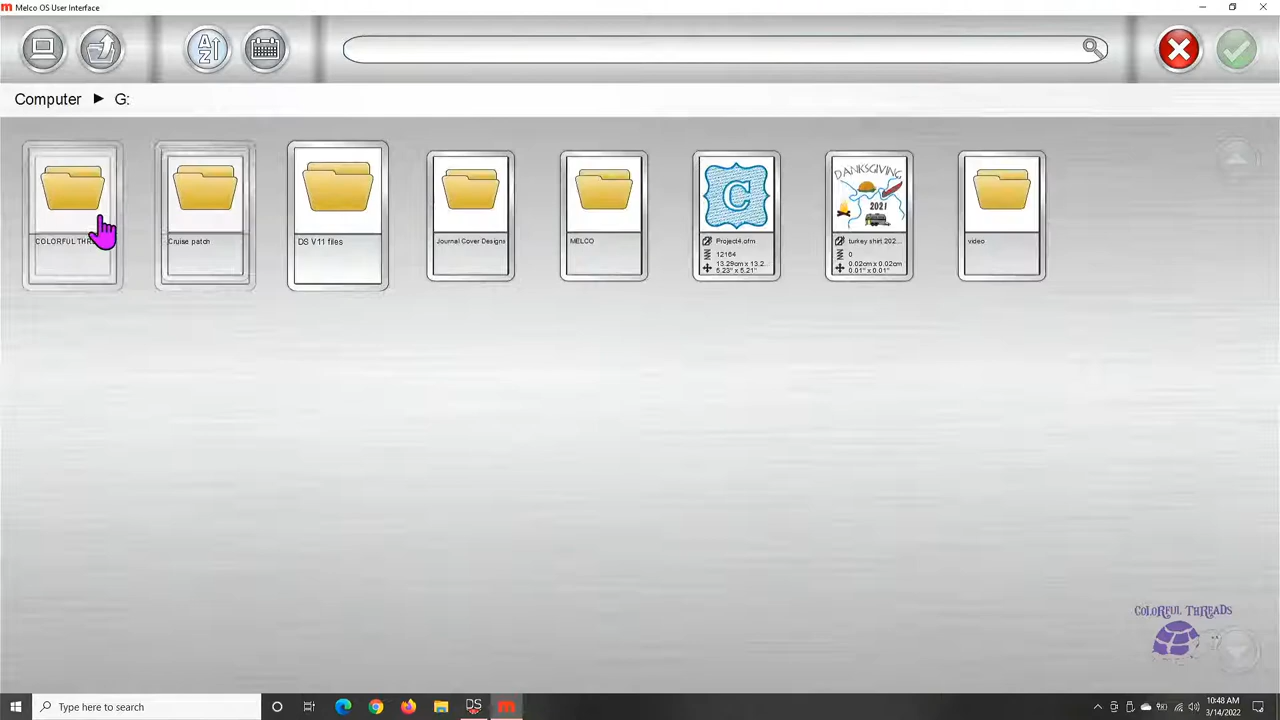 Melco OS User Interface
A
Z
Computer ► G:
COLORFUL THR
Cruise patch
DS V11 files
Journal Cover Designs
MELCO
C
Project4.ofm
12164
13.29cm x 13.2...
5.23" x 5.21"
DANKSGIVING
2021
turkey shirt 202...
0
0.02cm x 0.02cm
0.01" x 0.01"
video
COLORFUL THREADS
Type here to search
DS
10:48 AM
3/14/2022